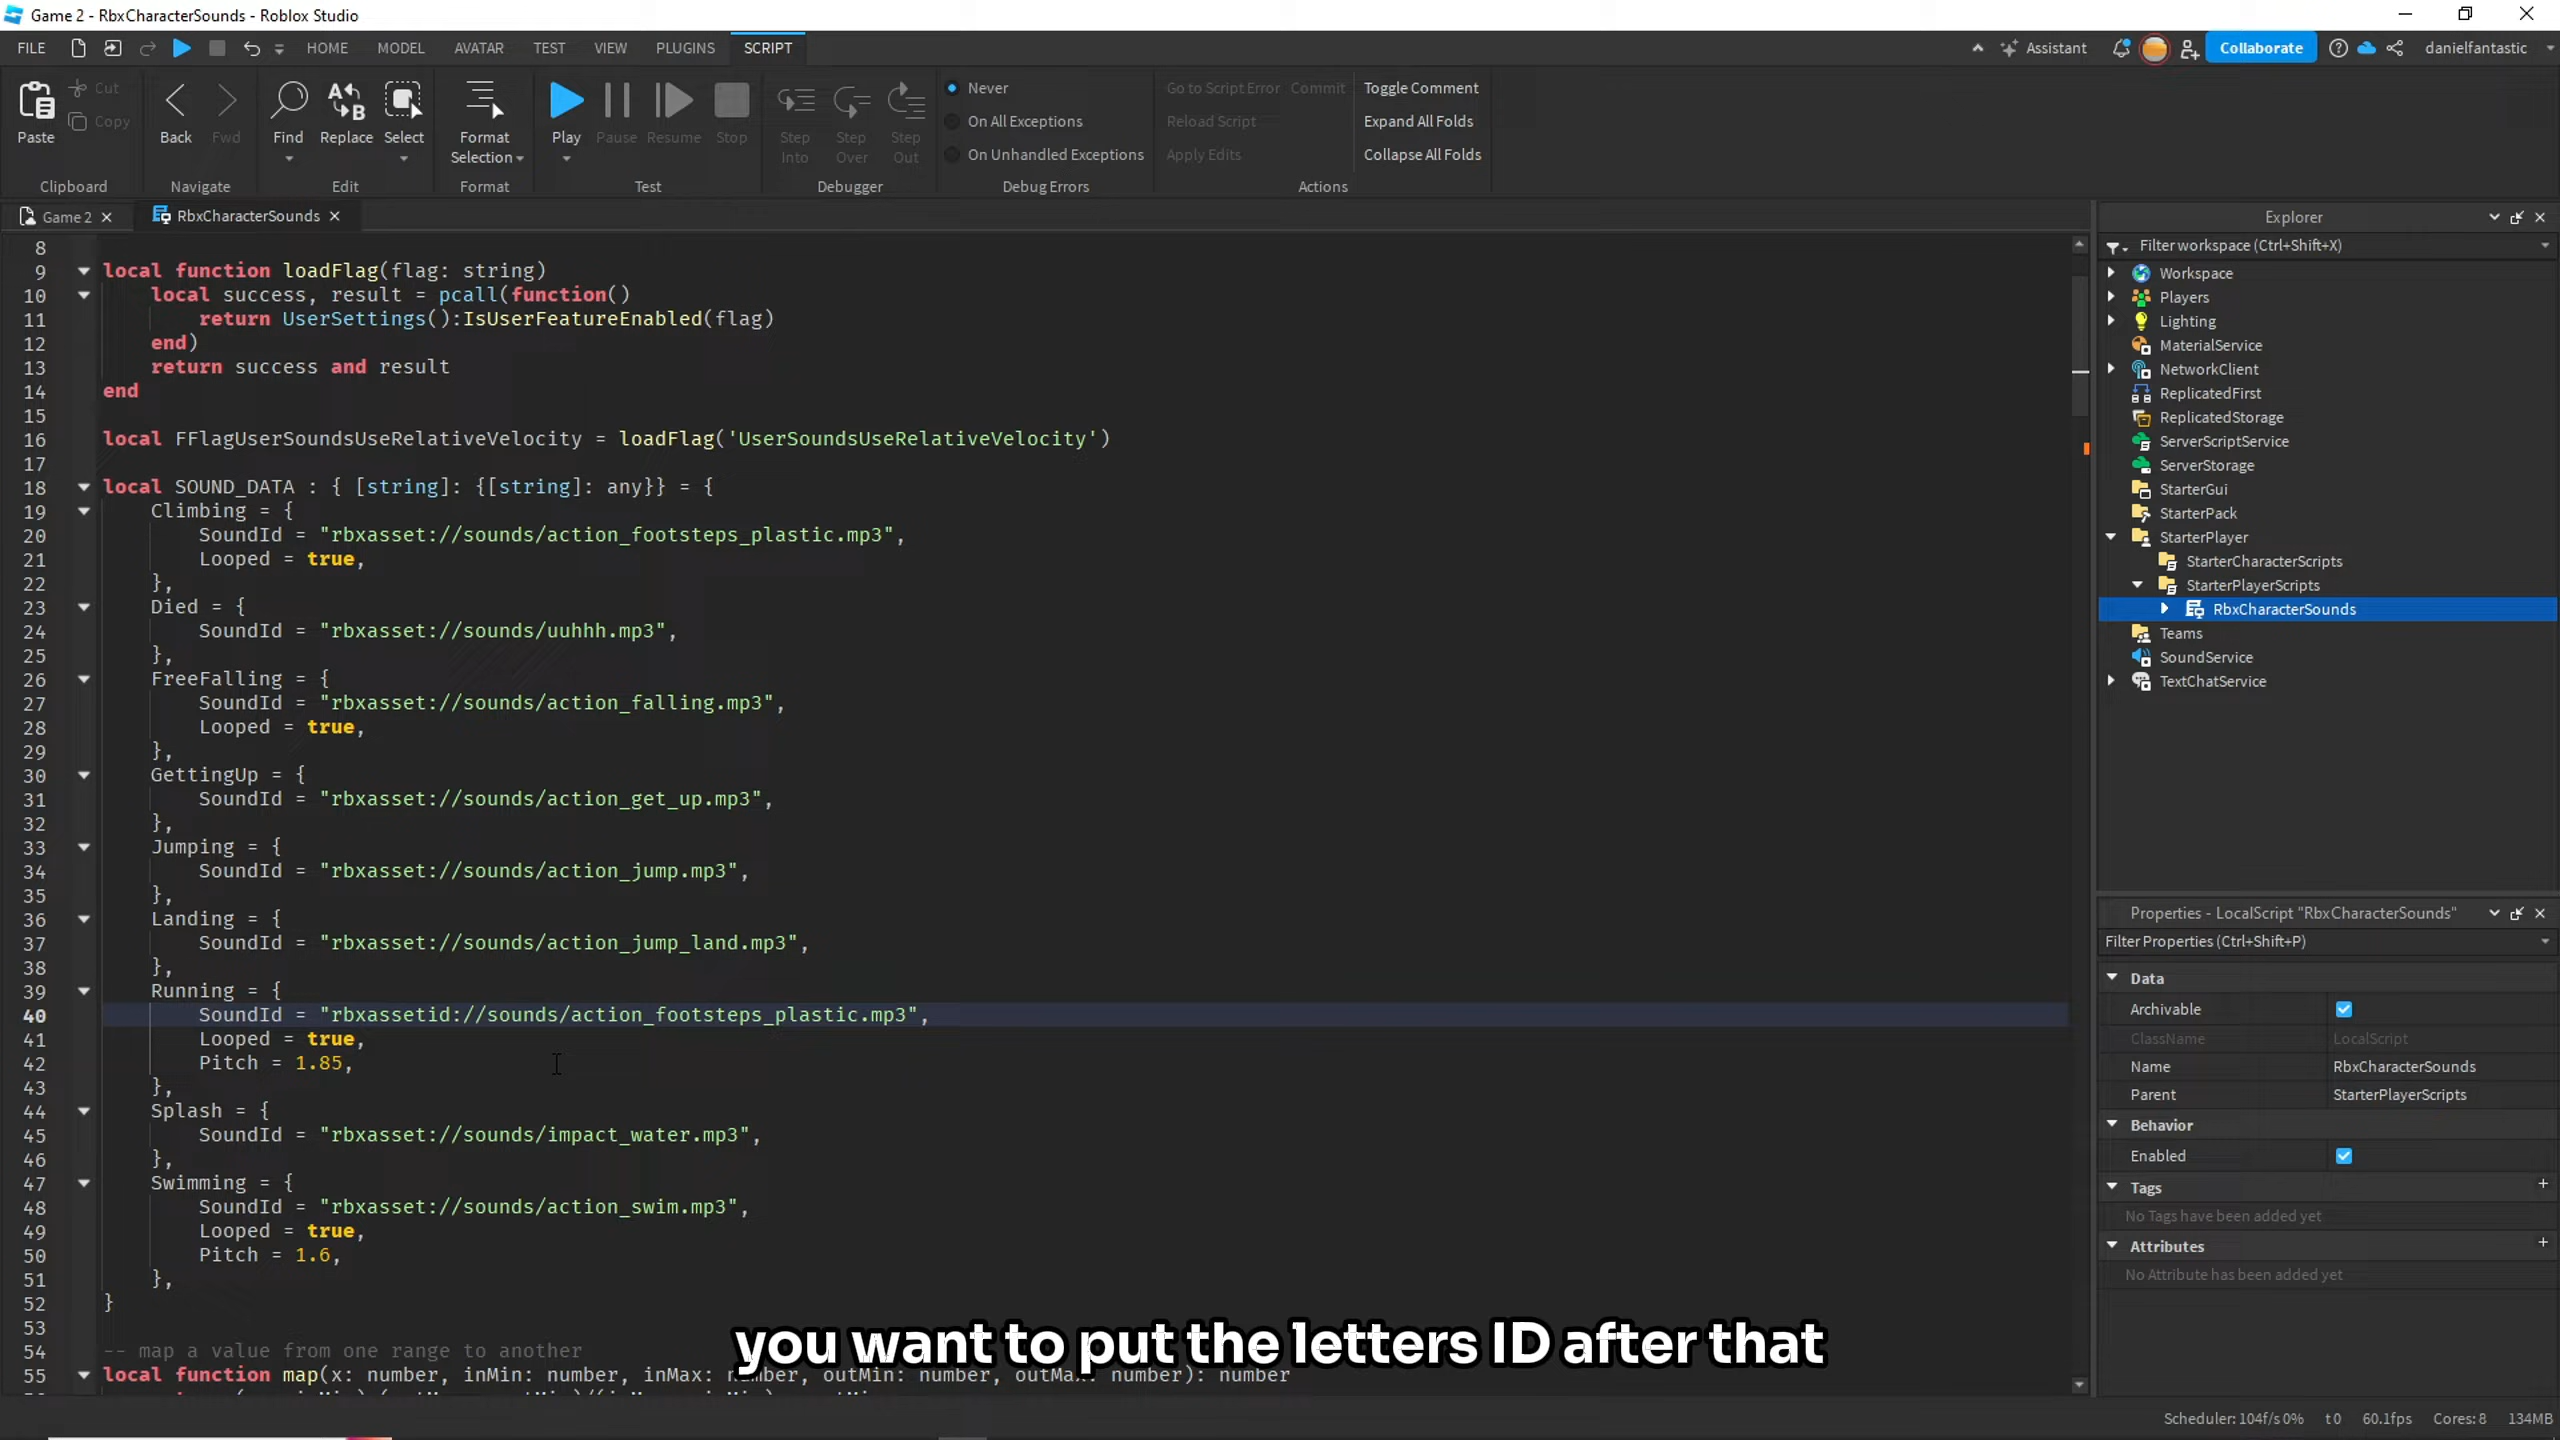 Game 2 - RbxCharacterSounds - Roblox Studio
FILE HOME MODEL AVATAR TEST VIEW PLUGINS SCRIPT Assistant Collaborate danielfantastic
Paste Cut Copy
Clipboard
Back Fwd
Navigate
Find Replace Select
Edit
Format Selection
Format
Play Pause Resume Stop
Test
Step Into Step Over Step Out
Debugger
Never
On All Exceptions
On Unhandled Exceptions
Debug Errors
Go to Script Error Commit
Reload Script
Apply Edits
Toggle Comment
Expand All Folds
Collapse All Folds
Actions
Game 2 RbxCharacterSounds
8
9 local function loadFlag(flag: string)
10 local success, result = pcall(function()
11 return UserSettings():IsUserFeatureEnabled(flag)
12 end)
13 return success and result
14 end
15
16 local FFlagUserSoundsUseRelativeVelocity = loadFlag('UserSoundsUseRelativeVelocity')
17
18 local SOUND_DATA : { [string]: {[string]: any}} = {
19 Climbing = {
20 SoundId = "rbxasset://sounds/action_footsteps_plastic.mp3",
21 Looped = true,
22 },
23 Died = {
24 SoundId = "rbxasset://sounds/uuhhh.mp3",
25 },
26 FreeFalling = {
27 SoundId = "rbxasset://sounds/action_falling.mp3",
28 Looped = true,
29 },
30 GettingUp = {
31 SoundId = "rbxasset://sounds/action_get_up.mp3",
32 },
33 Jumping = {
34 SoundId = "rbxasset://sounds/action_jump.mp3",
35 },
36 Landing = {
37 SoundId = "rbxasset://sounds/action_jump_land.mp3",
38 },
39 Running = {
40 SoundId = "rbxassetid://sounds/action_footsteps_plastic.mp3",
41 Looped = true,
42 Pitch = 1.85,
43 },
44 Splash = {
45 SoundId = "rbxasset://sounds/impact_water.mp3",
46 },
47 Swimming = {
48 SoundId = "rbxasset://sounds/action_swim.mp3",
49 Looped = true,
50 Pitch = 1.6,
51 },
52 }
53
54 -- map a value from one range to another
55 local function map(x: number, inMin: number, inMax: number, outMin: number, outMax: number): number
you want to put the letters ID after that
Explorer
Filter workspace (Ctrl+Shift+X)
Workspace
Players
Lighting
MaterialService
NetworkClient
ReplicatedFirst
ReplicatedStorage
ServerScriptService
ServerStorage
StarterGui
StarterPack
StarterPlayer
StarterCharacterScripts
StarterPlayerScripts
RbxCharacterSounds
Teams
SoundService
TextChatService
Properties - LocalScript "RbxCharacterSounds"
Filter Properties (Ctrl+Shift+P)
Data
Archivable
ClassName LocalScript
Name RbxCharacterSounds
Parent StarterPlayerScripts
Behavior
Enabled
Tags
No Tags have been added yet
Attributes
No Attribute has been added yet
Scheduler: 104f/s 0% t0 60.1fps Cores: 8 134MB